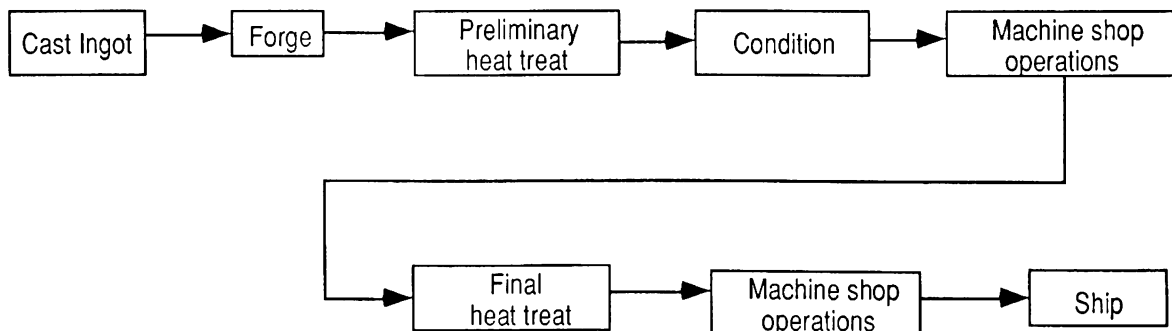 Cast Ingot
Forge
Preliminary
heat treat
Condition
Machine shop
operations
Final
heat treat
Machine shop
operations
Ship